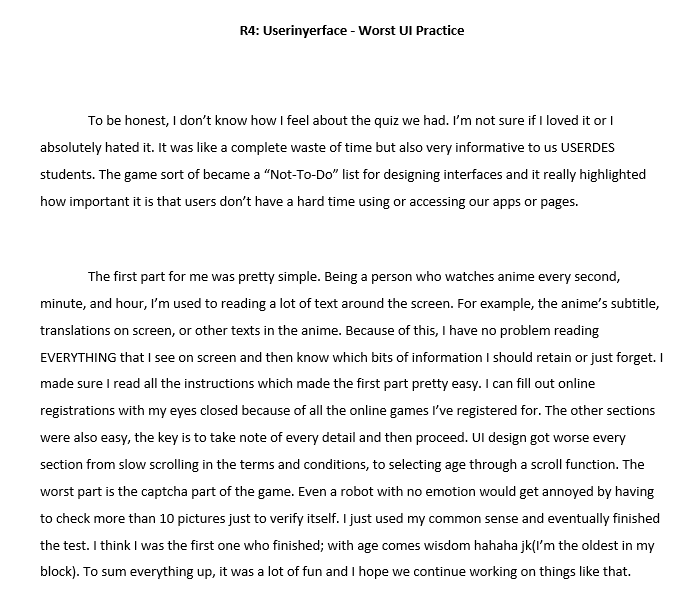 R4: Userinyerface - Worst UI Practice
To be honest, I don’t know how I feel about the quiz we had. I’m not sure if I loved it or I
absolutely hated it. It was like a complete waste of time but also very informative to us USERDES
students. The game sort of became a “Not-To-Do” list for designing interfaces and it really highlighted
how important it is that users don’t have a hard time using or accessing our apps or pages.
The first part for me was pretty simple. Being a person who watches anime every second,
minute, and hour, I’m used to reading a lot of text around the screen. For example, the anime’s subtitle,
translations on screen, or other texts in the anime. Because of this, I have no problem reading
EVERYTHING that I see on screen and then know which bits of information I should retain or just forget. I
made sure I read all the instructions which made the first part pretty easy. I can fill out online
registrations with my eyes closed because of all the online games I’ve registered for. The other sections
were also easy, the key is to take note of every detail and then proceed. UI design got worse every
section from slow scrolling in the terms and conditions, to selecting age through a scroll function. The
worst part is the captcha part of the game. Even a robot with no emotion would get annoyed by having
to check more than 10 pictures just to verify itself. I just used my common sense and eventually finished
the test. I think I was the first one who finished; with age comes wisdom hahaha jk(I’m the oldest in my
block). To sum everything up, it was a lot of fun and I hope we continue working on things like that.